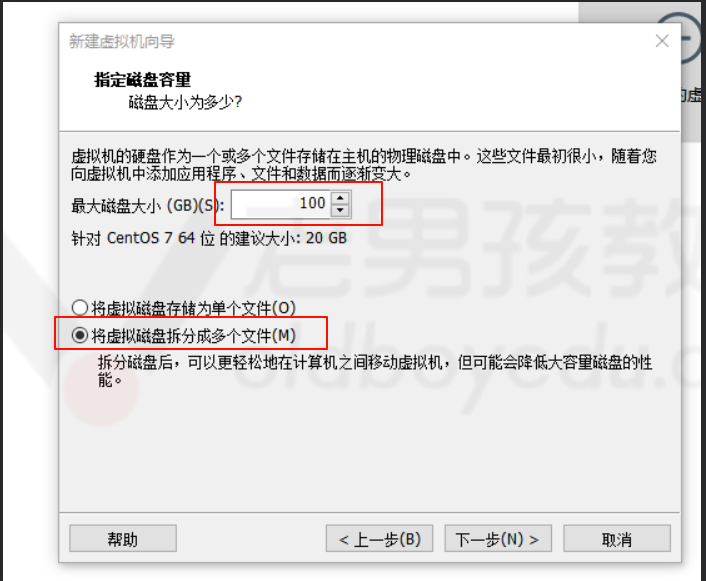 新建虚拟机向导
指定磁盘容量
磁盘大小为多少?
的虚
虚拟机的硬盘作为一个或多个文件存储在主机的物理磁盘中。这些文件最初很小，随着您
向虚拟机中添加应用程序、文件和数据而逐渐变大。
最大磁盘大小 (GB)(S): 100
针对 CentOS 7 64 位 的建议大小: 20 GB
老男孩教
将虚拟磁盘存储为单个文件(O)
将虚拟磁盘拆分成多个文件(M)
拆分磁盘后，可以更轻松地在计算机之间移动虚拟机，但可能会降低大容量磁盘的性
能。
oldboyedu.c
帮助 < 上一步(B) 下一步(N) > 取消